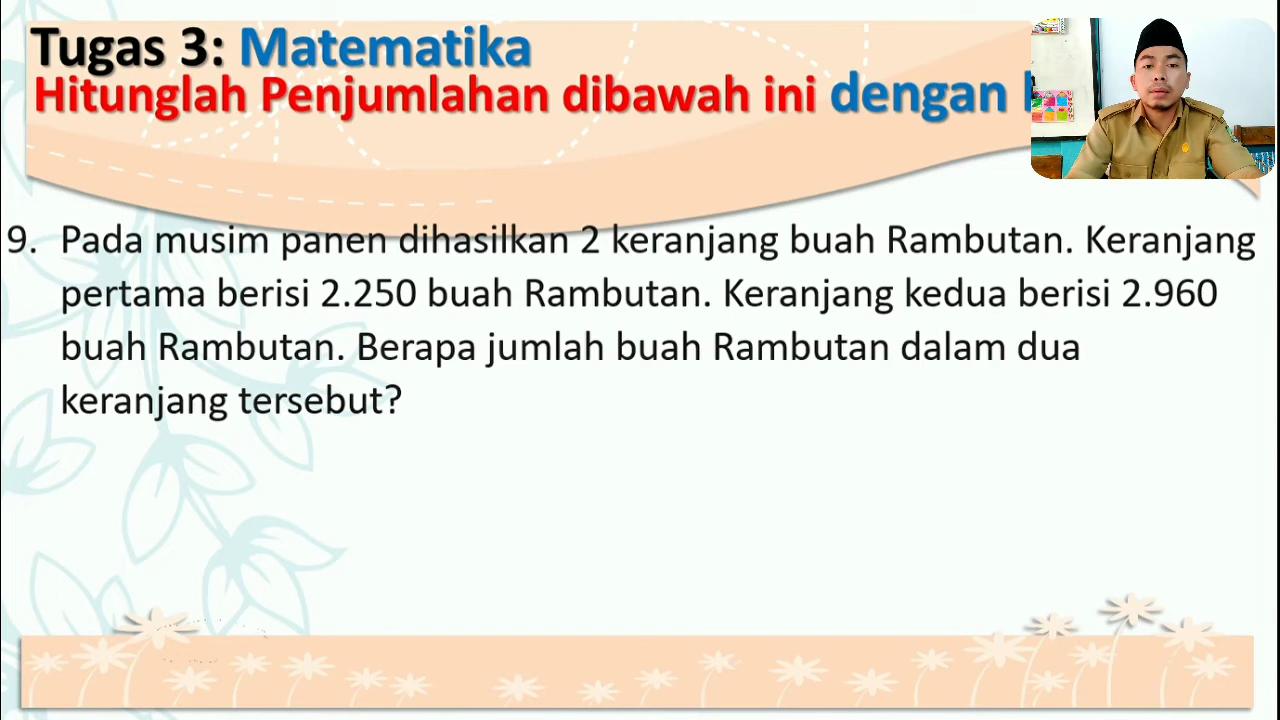 Tugas 3: Matematika
Hitunglah Penjumlahan dibawah ini dengan
9. Pada musim panen dihasilkan 2 keranjang buah Rambutan. Keranjang
pertama berisi 2.250 buah Rambutan. Keranjang kedua berisi 2.960
buah Rambutan. Berapa jumlah buah Rambutan dalam dua
keranjang tersebut?